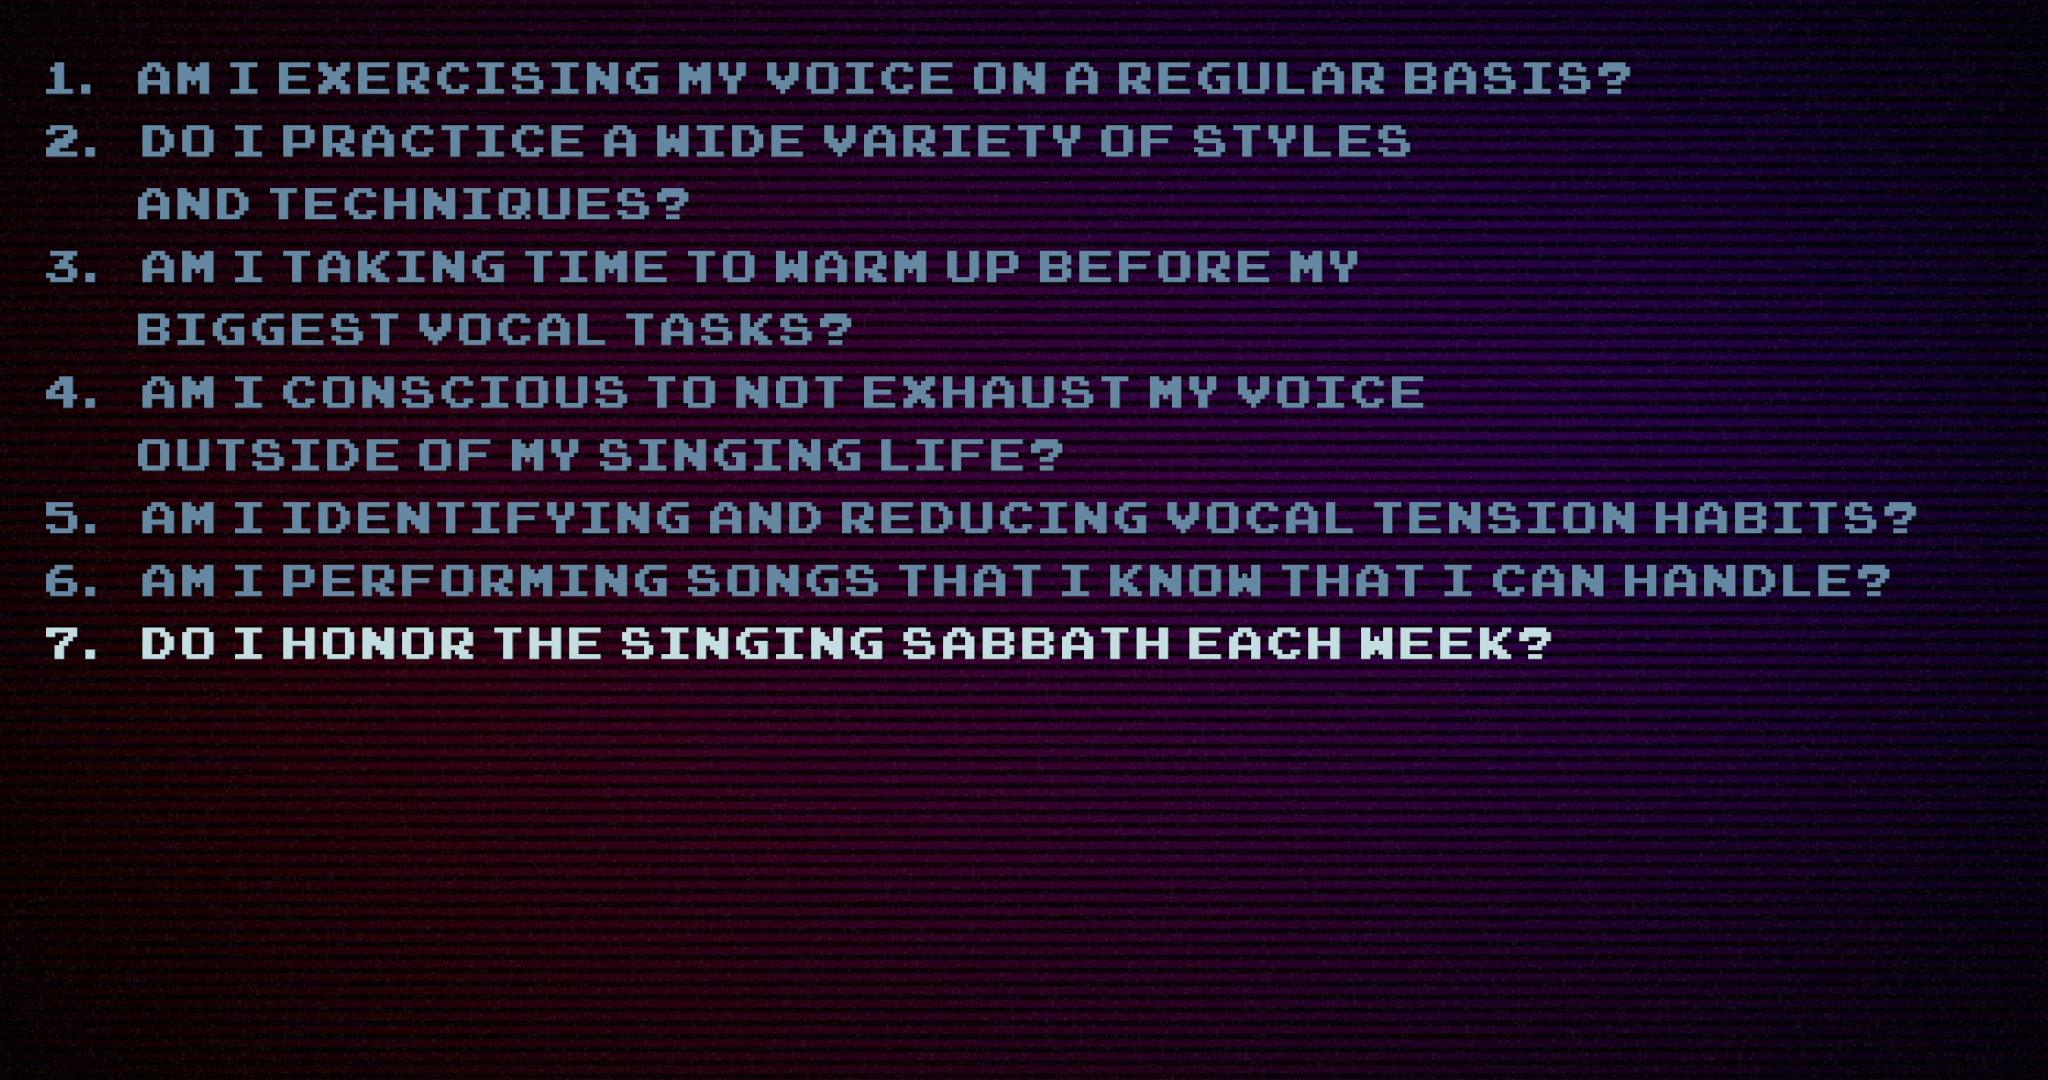 1. AM I EXERCISING MY VOICE ON A REGULAR BASIS?
2. DO I PRACTICE A WIDE VARIETY OF STYLES
AND TECHNIQUES?
3. AM I TAKING TIME TO WARM UP BEFORE MY
BIGGEST VOCAL TASKS?
4. AM I CONSCIOUS TO NOT EXHAUST MY VOICE
OUTSIDE OF MY SINGING LIFE?
5. AM I IDENTIFYING AND REDUCING VOCAL TENSION HABITS?
6. AM I PERFORMING SONGS THAT I KNOW THAT I CAN HANDLE?
7. DO I HONOR THE SINGING SABBATH EACH WEEK?